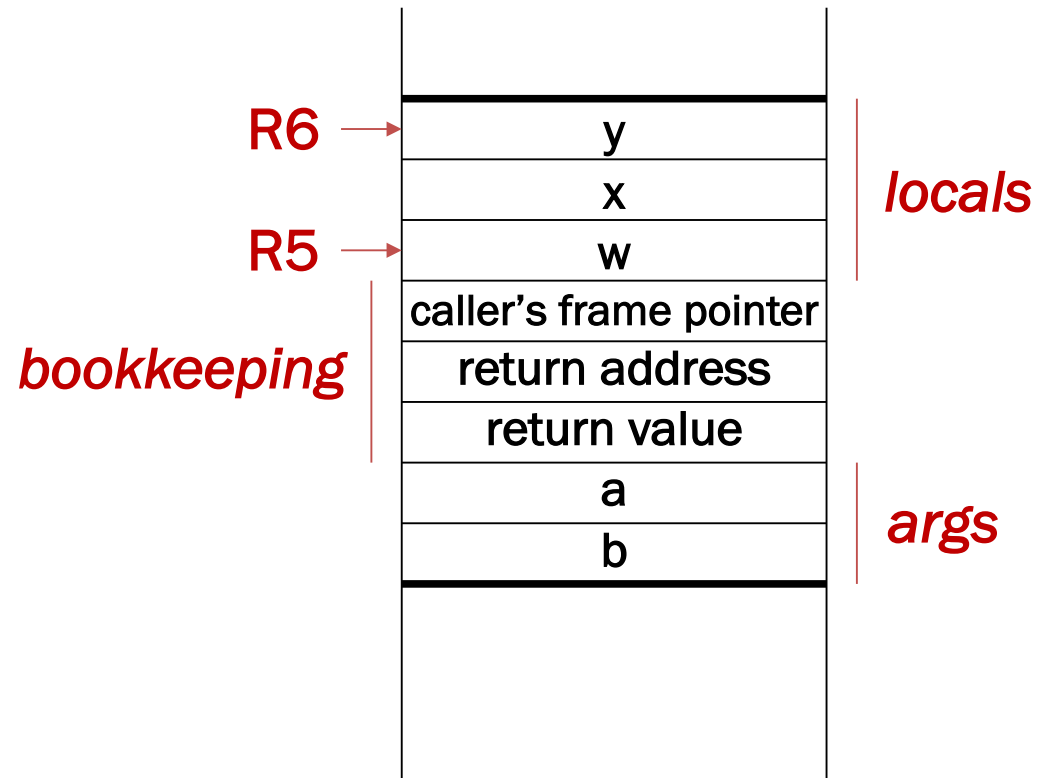 R6
y
x
locals
R5
w
caller’s frame pointer
bookkeeping
return address
return value
a
args
b